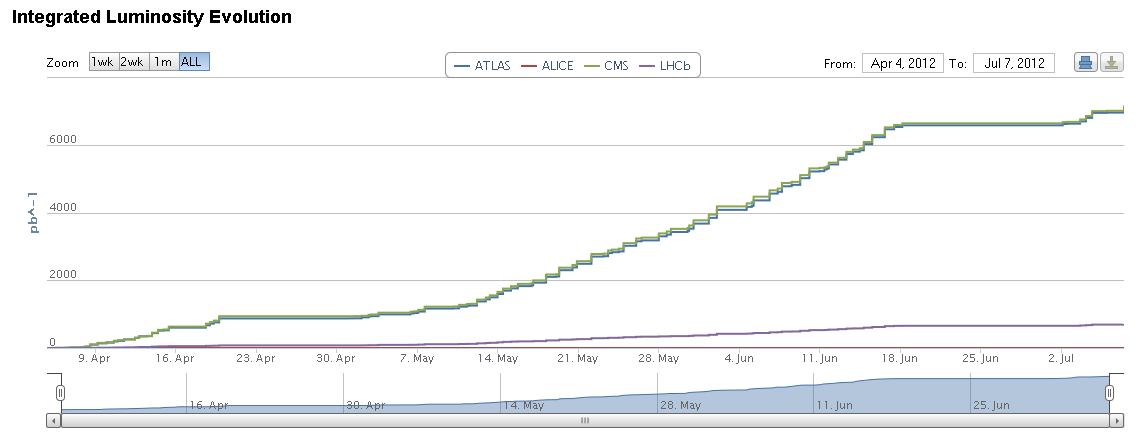 Integrated Luminosity Evolution
Zoom 1wk 2wk 1m ALL
ATLAS ALICE CMS LHCb
From: Apr 4, 2012 To: Jul 7, 2012
pb^-1
6000
4000
2000
0
9. Apr 16. Apr 23. Apr 30. Apr 7. May 14. May 21. May 28. May 4. Jun 11. Jun 18. Jun 25. Jun 2. Jul
16. Apr 30. Apr 14. May 28. May 11. Jun 25. Jun